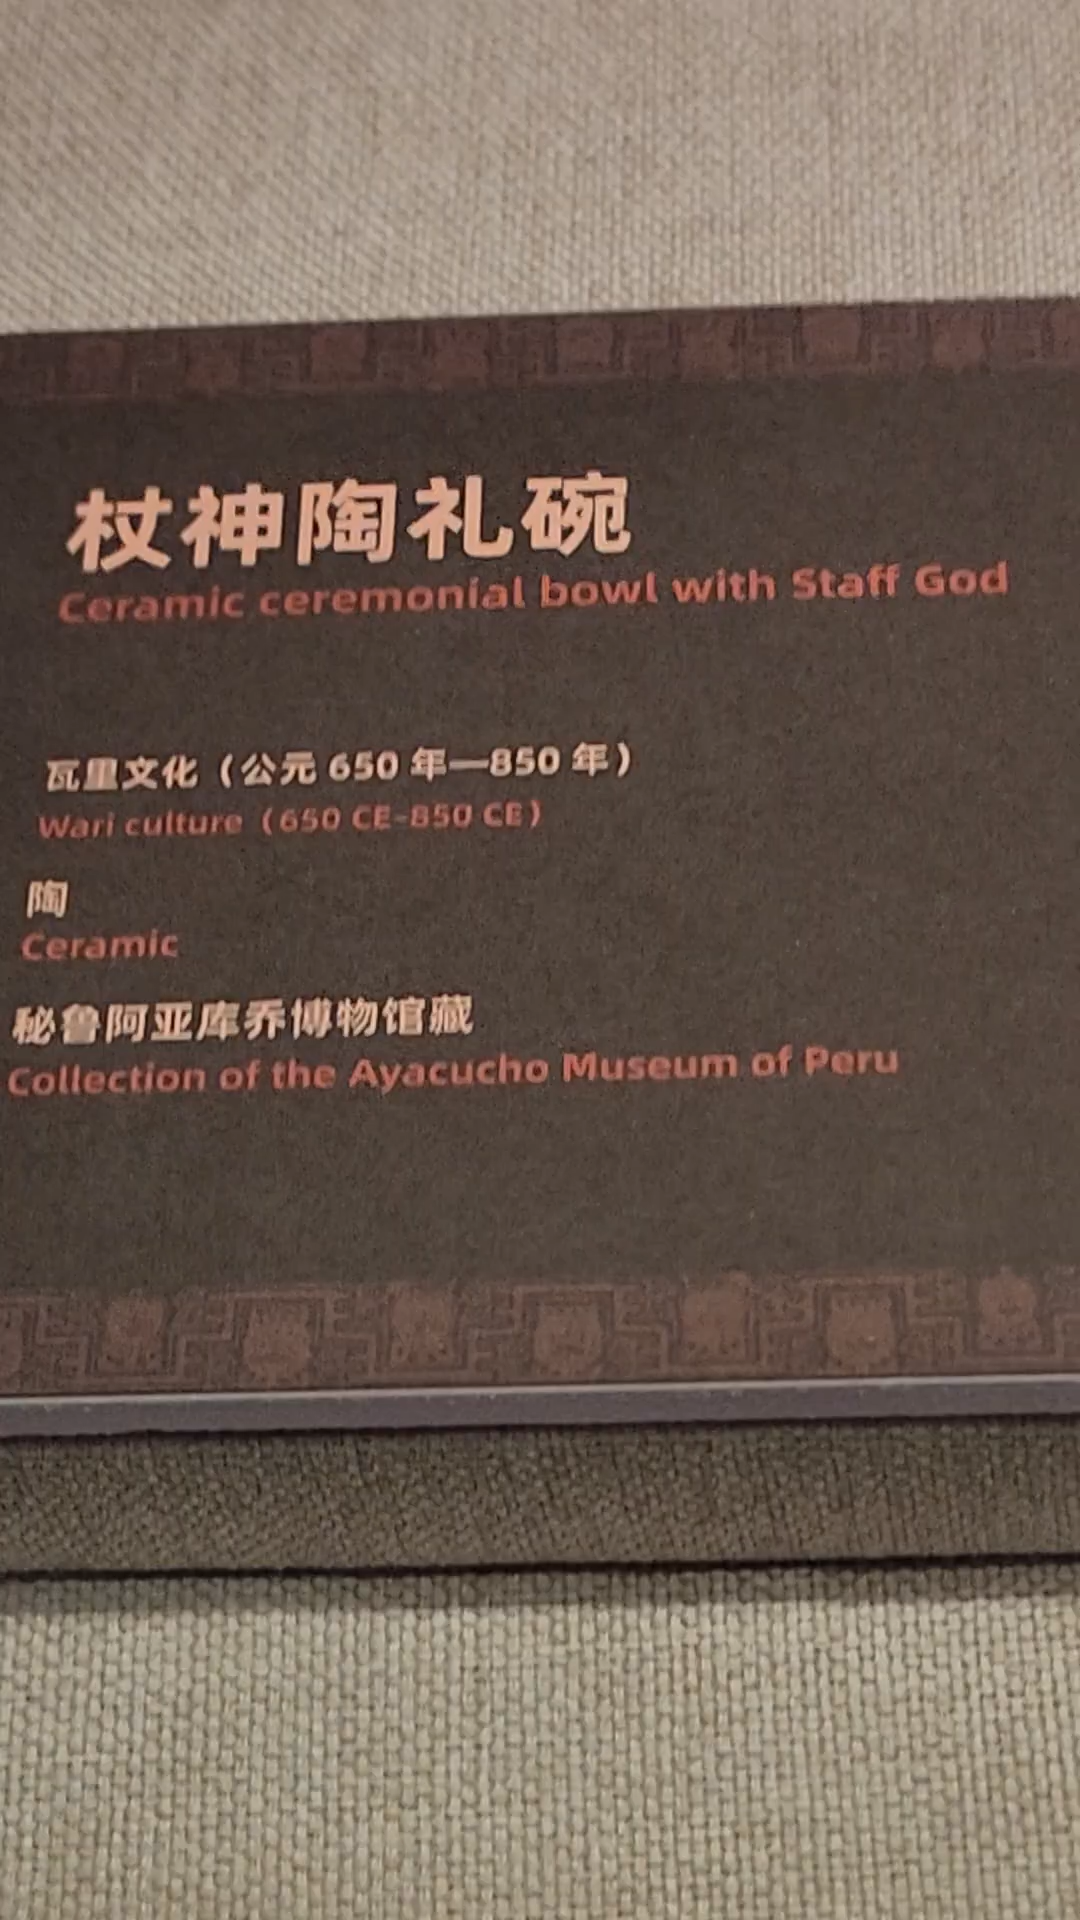 杖神陶礼碗
Ceramic ceremonial bowl with Staff God
瓦里文化（公元 650 年—850 年）
Wari culture（650 CE-850 CE）
陶
Ceramic
秘鲁阿亚库乔博物馆藏
Collection of the Ayacucho Museum of Peru